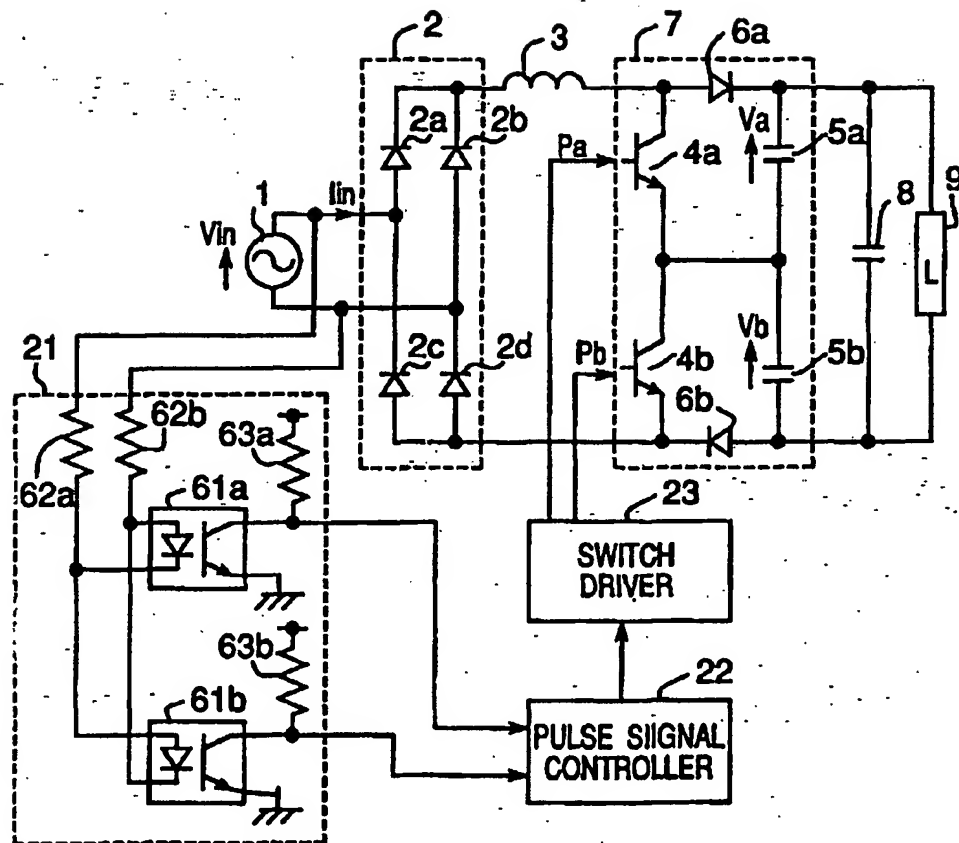 2
3
7
6a
2a
2b
Pa
4a
Va
5a
8
9
1
Iin
Vin
L
2c
2d
Pb
4b
Vb
5b
6b
21
62b
63a
62a
61a
23
SWITCH
DRIVER
63b
22
61b
PULSE SIIGNAL
CONTROLLER